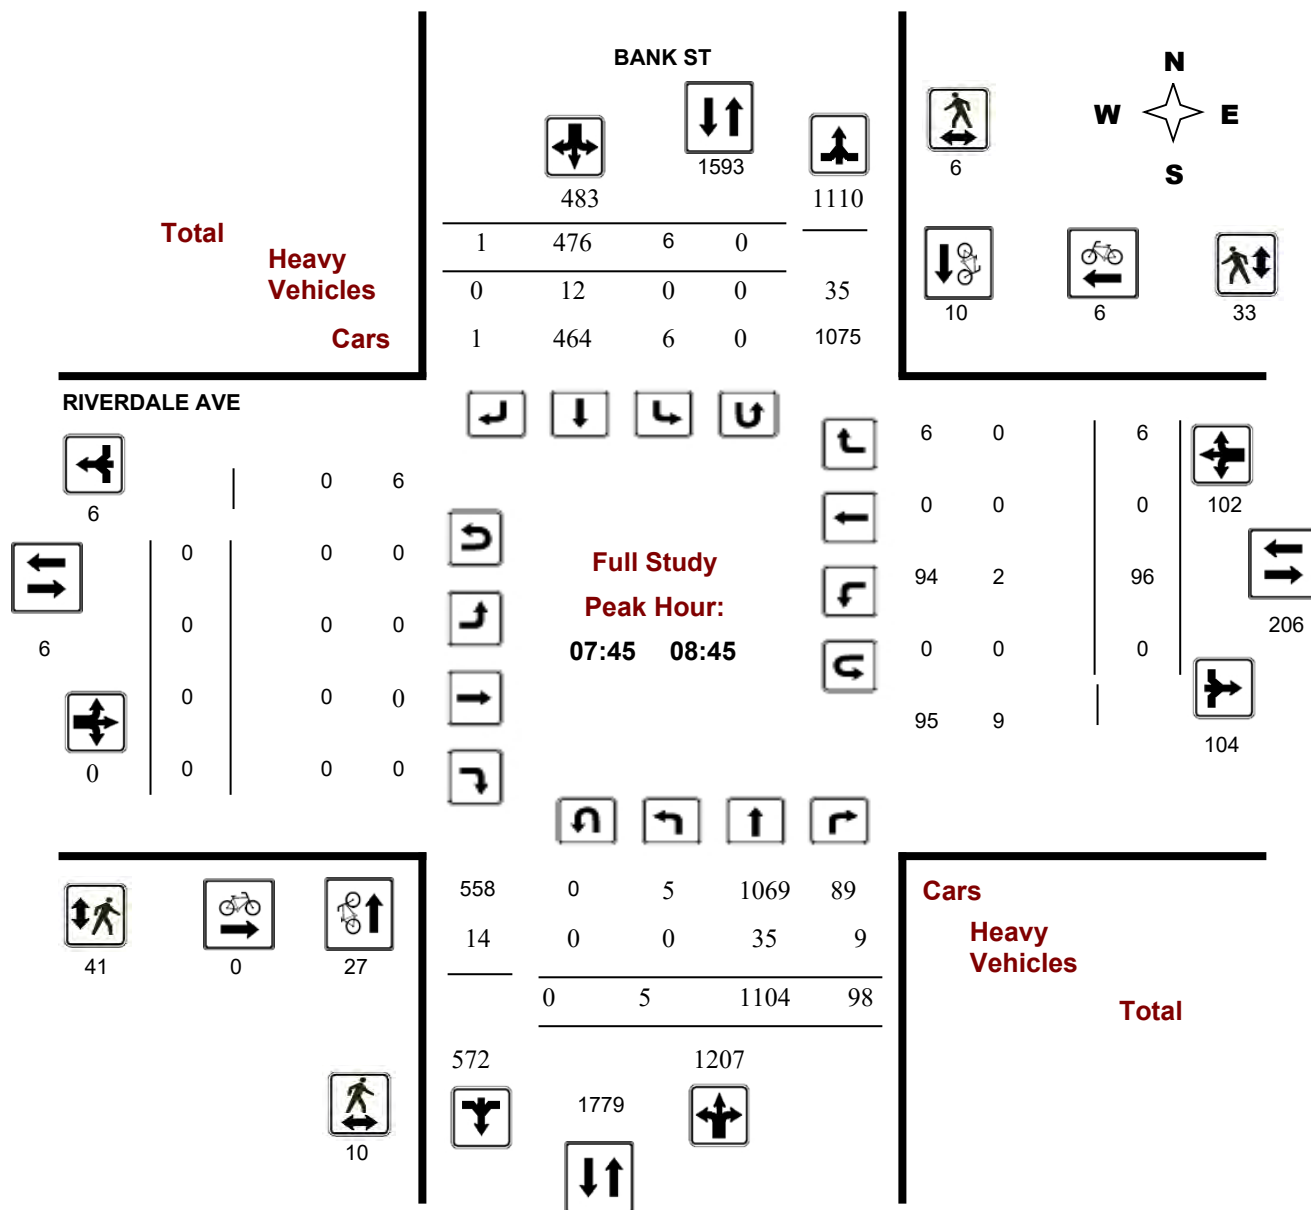 BANK ST
N
W E
S
1593
6
483 1110
Total
1 476 6 0
Heavy
Vehicles
0 12 0 0 35
10 6 33
Cars
1 464 6 0 1075
RIVERDALE AVE
6 0 6
0 6
6
102
0 0 0
0 0 0
Full Study
94 2 96
Peak Hour:
206
0 0 0
6
07:45 08:45
0 0 0
0 0 0
95 9
104
0
0 0 0
558 0 5 1069 89
Cars
14 0 0 35 9
Heavy
Vehicles
41 0 27
0 5 1104 98
Total
572 1207
1779
10